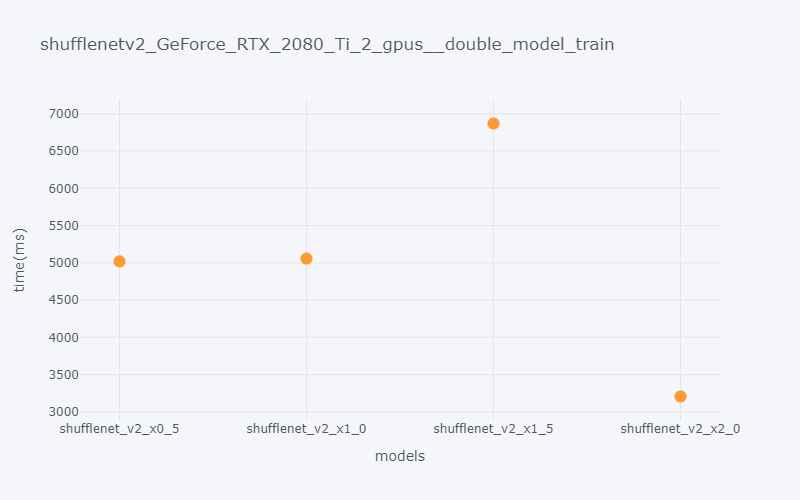 shufflenetv2_GeForce_RTX_2080_Ti_2_gpus__double_model_train
7000
6500
6000
5500
5000
4500
4000
3500
3000
time(ms)
shufflenet_v2_x0_5 shufflenet_v2_x1_0 shufflenet_v2_x1_5 shufflenet_v2_x2_0
models